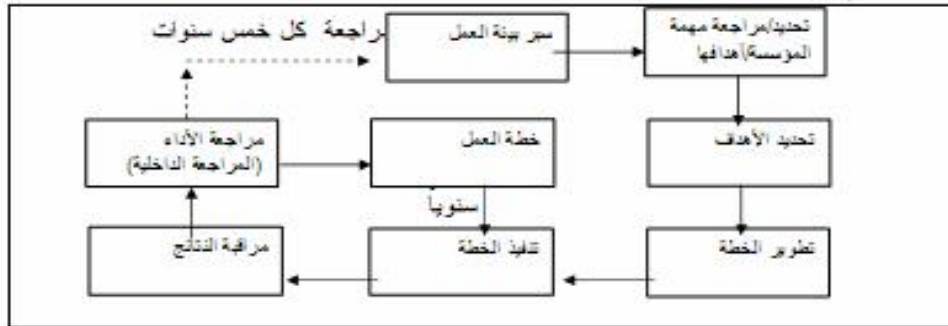 مراجعة كل خمس سنوات
سبر بيئة العمل
تحديد/مراجعة مهمة
المؤسسة/أهدافها
مراجعة الأداء
(المراجعة الداخلية)
خطة العمل
تحديد الأهداف
سنوياً
مراقبة النتائج
تنفيذ الخطة
تطوير الخطة